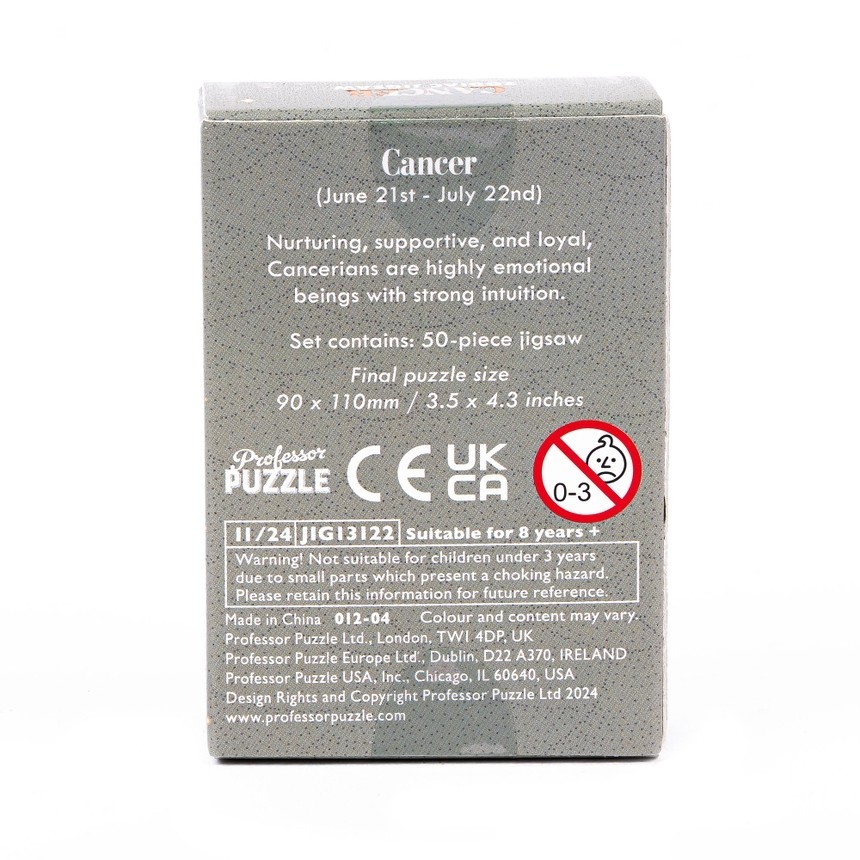 CANCER
Cancer
(June 21st - July 22nd)
Nurturing, supportive, and loyal,
Cancerians are highly emotional
beings with strong intuition.
Set contains: 50-piece jigsaw
Final puzzle size
90 x 110mm / 3.5 x 4.3 inches
Professor
PUZZLE
CE
UK
CA
0-3
11/24 JIG13122 Suitable for 8 years +
Warning! Not suitable for children under 3 years
due to small parts which present a choking hazard.
Please retain this information for future reference.
Made in China 012-04 Colour and content may vary.
Professor Puzzle Ltd., London, TW1 4DP, UK
Professor Puzzle Europe Ltd., Dublin, D22 A370, IRELAND
Professor Puzzle USA, Inc., Chicago, IL 60640, USA
Design Rights and Copyright Professor Puzzle Ltd 2024
www.professorpuzzle.com